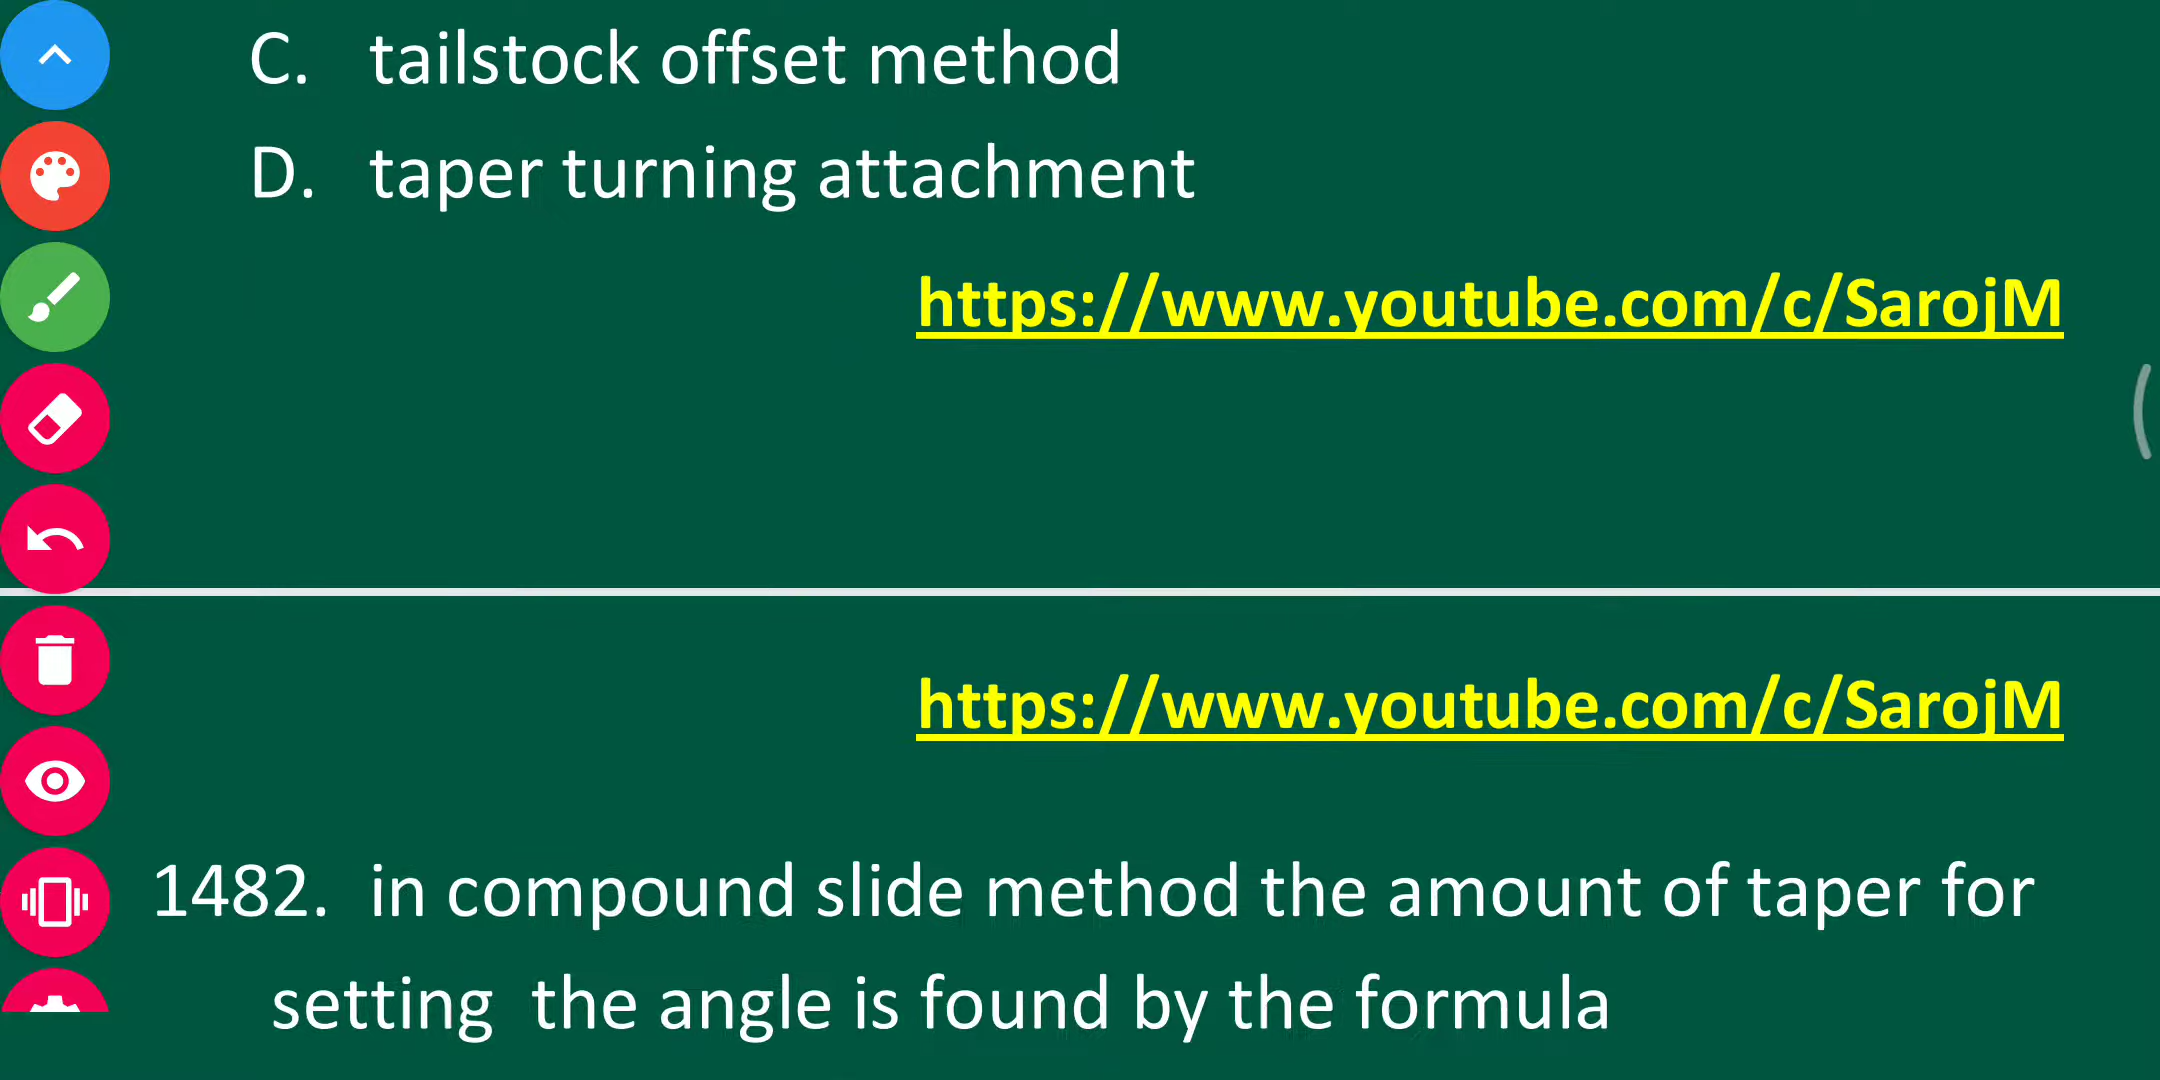 C. tailstock offset method
D. taper turning attachment
https://www.youtube.com/c/SarojM
https://www.youtube.com/c/SarojM
1482. in compound slide method the amount of taper for
setting the angle is found by the formula